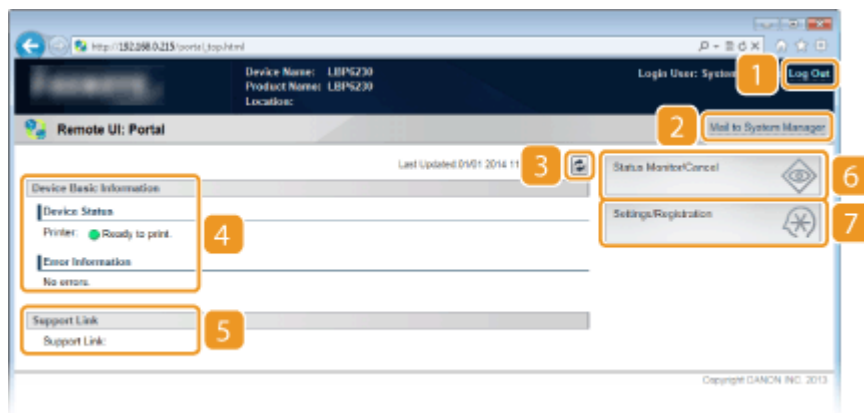 http://192.168.0.215/portal_top.html
Device Name: LBP6230
Product Name: LBP6230
Location:
Login User: System
1
Log Out
Remote UI: Portal
2
Mail to System Manager
Last Updated:01/01 2014 11
3
Device Basic Information
Device Status
Printer: Ready to print.
4
Error Information
No errors.
Support Link
5
Support Link:
Status Monitor/Cancel
6
Settings/Registration
7
Copyright CANON INC. 2013